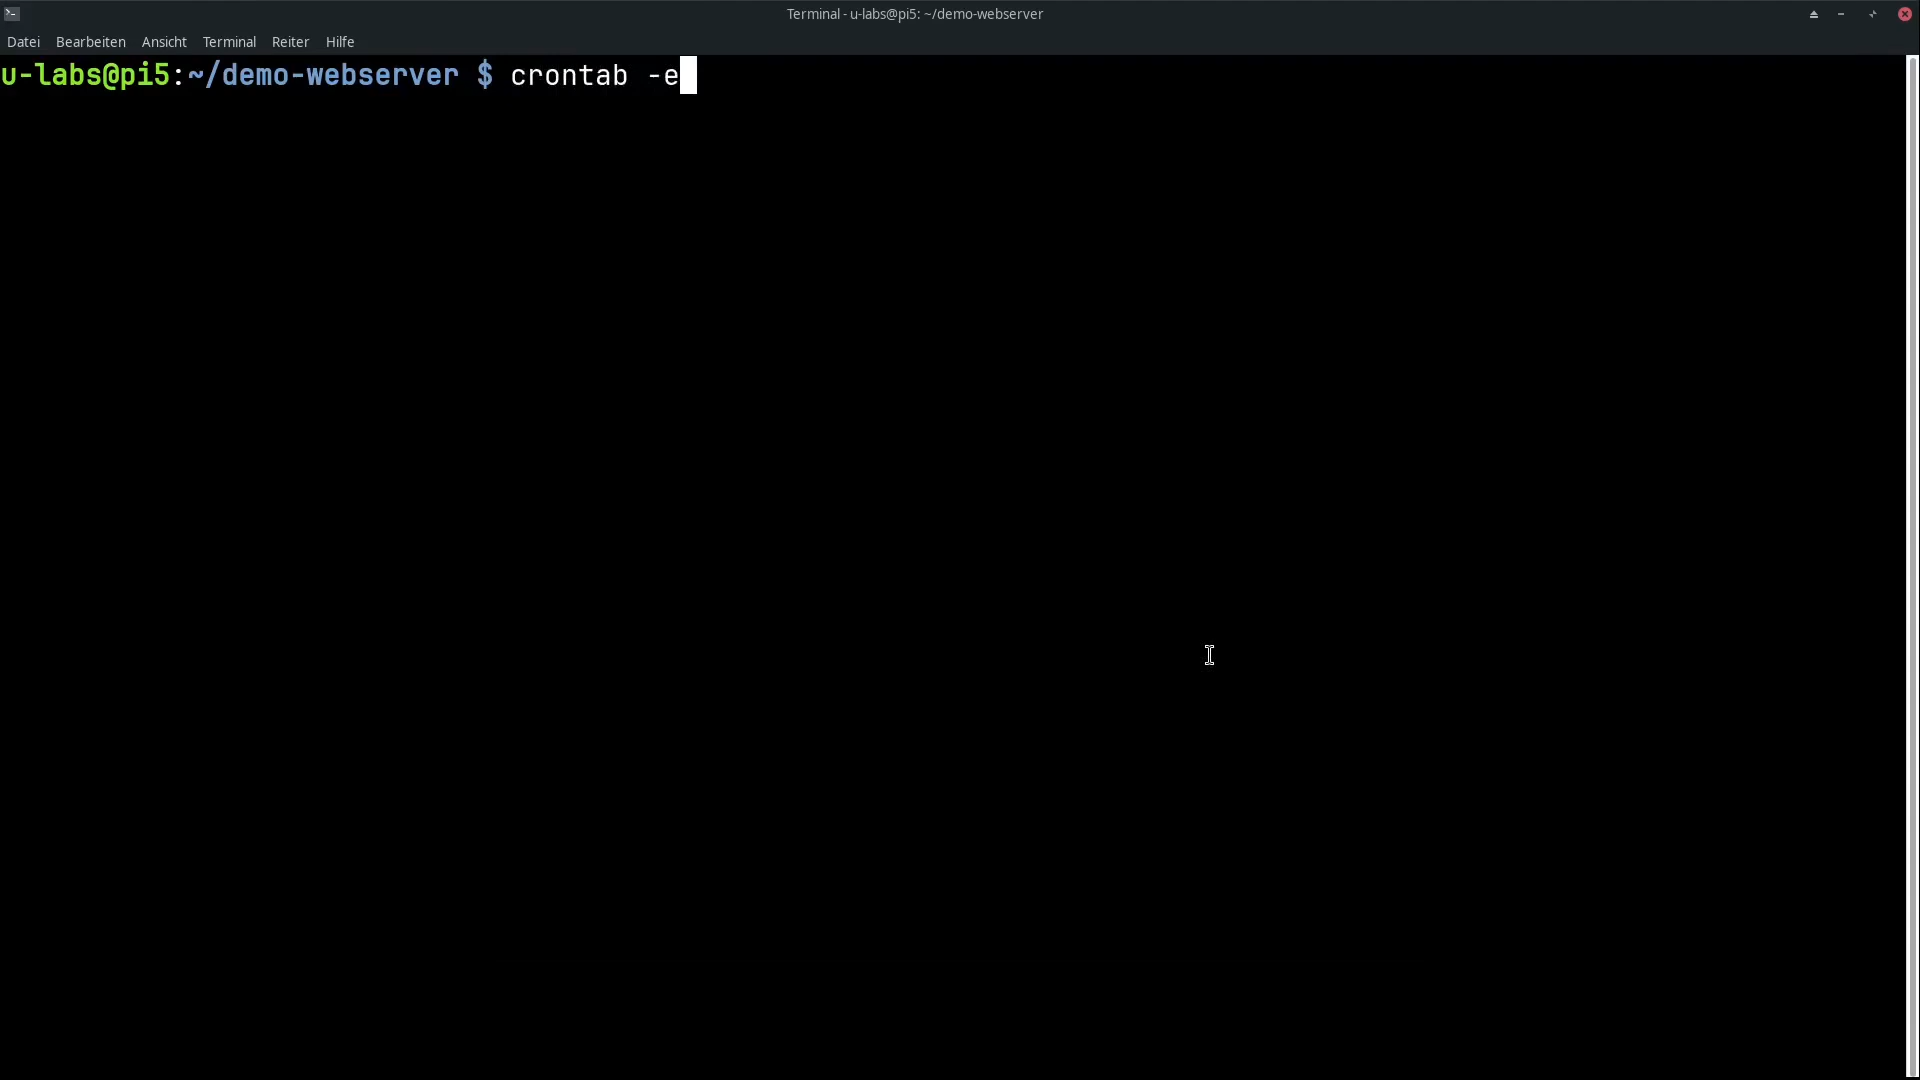 Terminal - u-labs@pi5: ~/demo-webserver
Datei Bearbeiten Ansicht Terminal Reiter Hilfe
u-labs@pi5:~/demo-webserver $ crontab -e